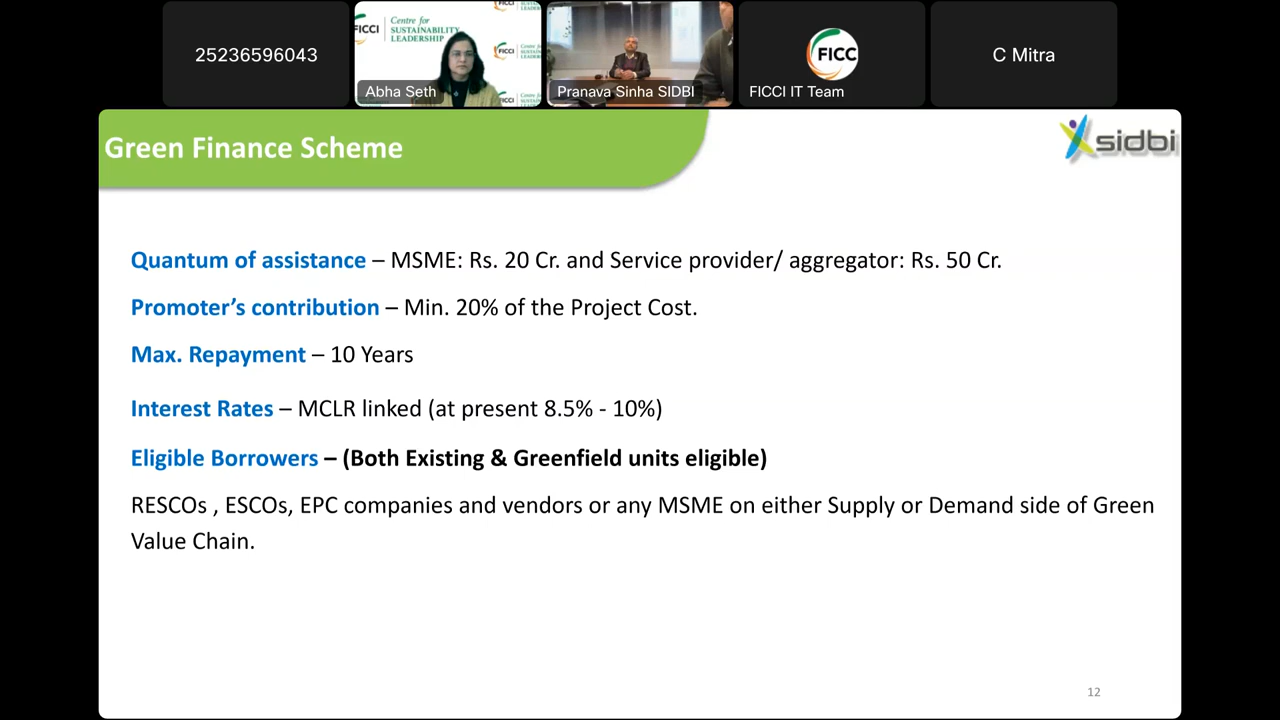 25236596043
FICCI
Centre for
SUSTAINABILITY
LEADERSHIP
FICCI
Abha Seth
Pranava Sinha SIDBI
FICC
FICCI IT Team
C Mitra
Green Finance Scheme
sidbi
Quantum of assistance – MSME: Rs. 20 Cr. and Service provider/ aggregator: Rs. 50 Cr.
Promoter’s contribution – Min. 20% of the Project Cost.
Max. Repayment – 10 Years
Interest Rates – MCLR linked (at present 8.5% - 10%)
Eligible Borrowers – (Both Existing & Greenfield units eligible)
RESCOs , ESCOs, EPC companies and vendors or any MSME on either Supply or Demand side of Green
Value Chain.
12